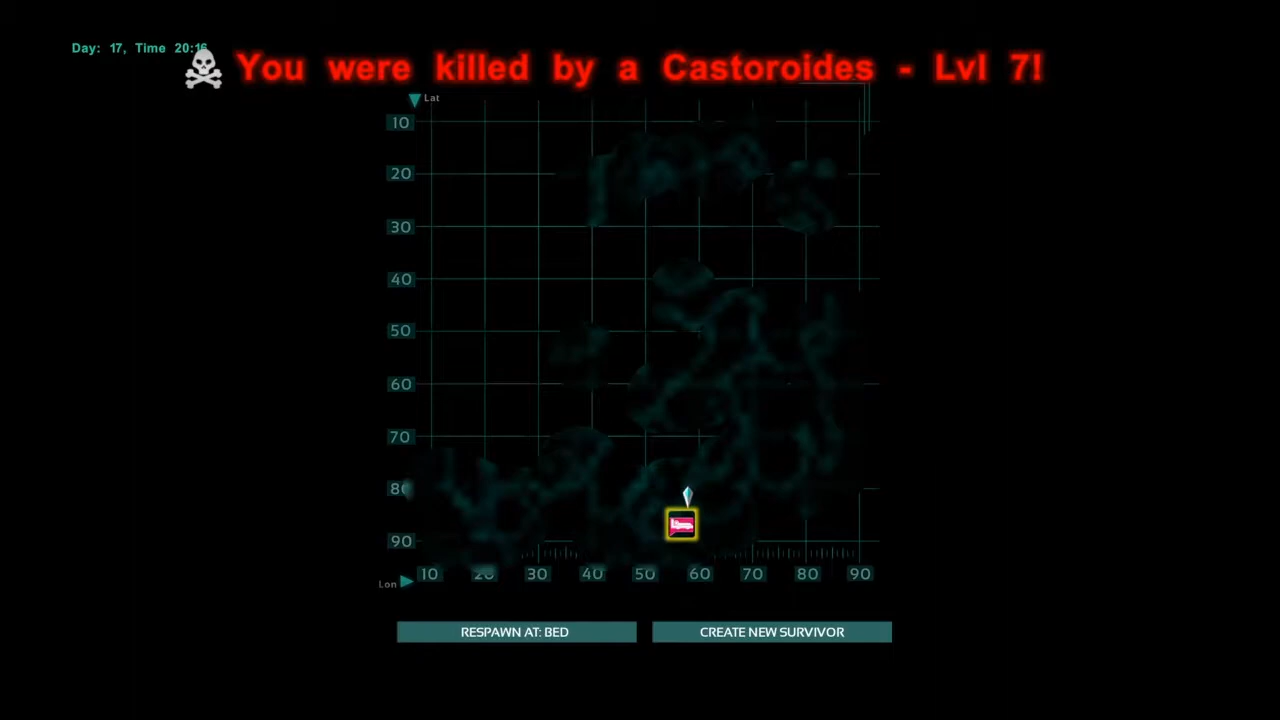 Day: 17, Time 20:16
You were killed by a Castoroides - Lvl 7!
Lat
10
20
30
40
50
60
70
80
90
Lon
10 20 30 40 50 60 70 80 90
RESPAWN AT: BED
CREATE NEW SURVIVOR